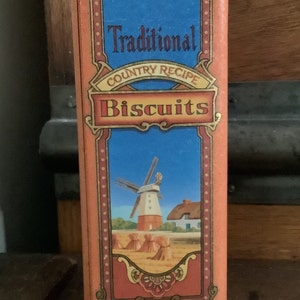 Traditional
COUNTRY RECIPE
Biscuits